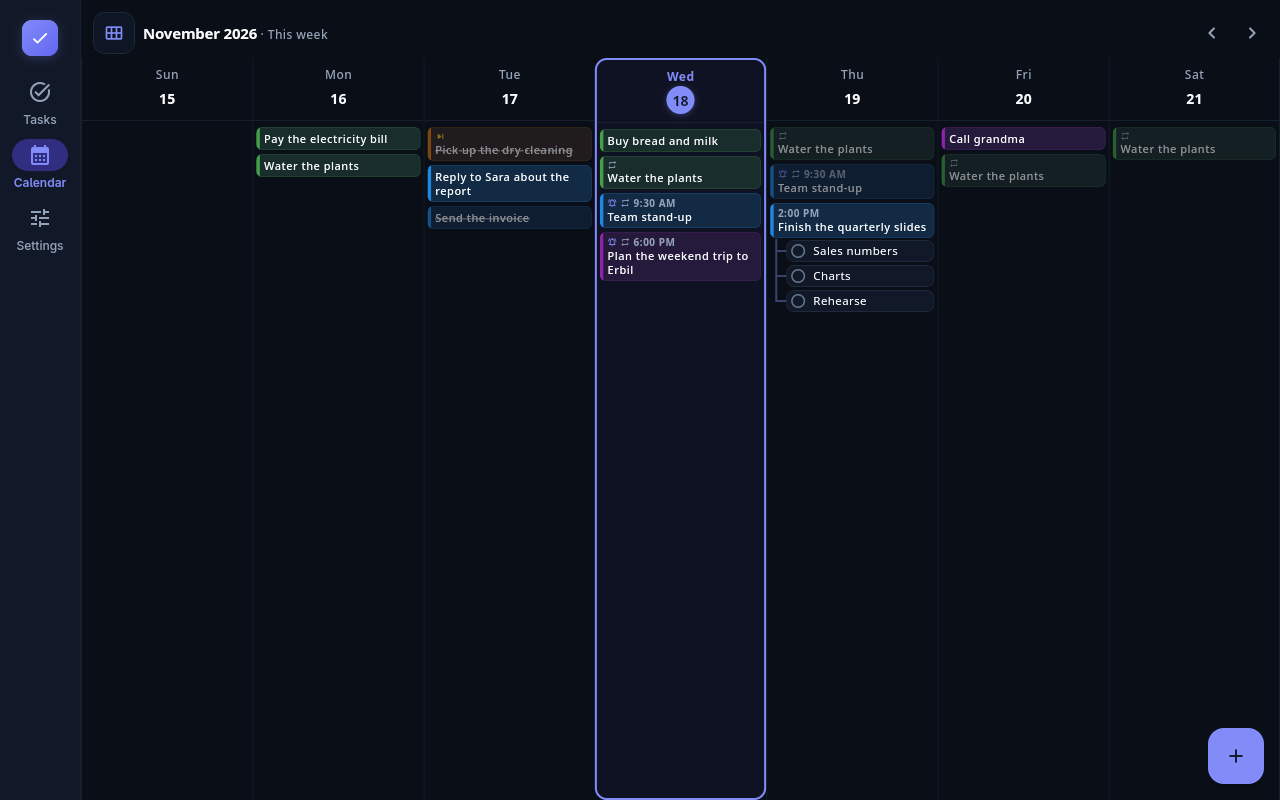 November 2026 · This week
Tasks
Calendar
Settings
Sun
15
Mon
16
Pay the electricity bill
Water the plants
Tue
17
Pick up the dry cleaning
Reply to Sara about the
report
Send the invoice
Wed
18
Buy bread and milk
Water the plants
9:30 AM
Team stand-up
6:00 PM
Plan the weekend trip to
Erbil
Thu
19
Water the plants
9:30 AM
Team stand-up
2:00 PM
Finish the quarterly slides
Sales numbers
Charts
Rehearse
Fri
20
Call grandma
Water the plants
Sat
21
Water the plants